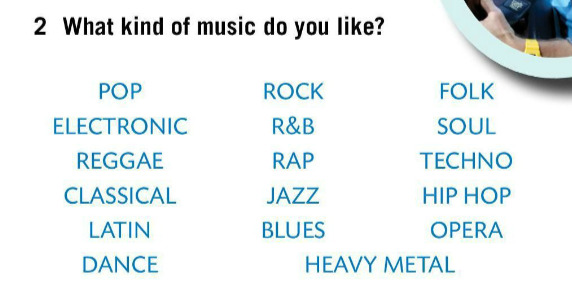 2 What kind of music do you like?
POP ROCK FOLK
ELECTRONIC R&B SOUL
REGGAE RAP TECHNO
CLASSICAL JAZZ HIP HOP
LATIN BLUES OPERA
DANCE HEAVY METAL